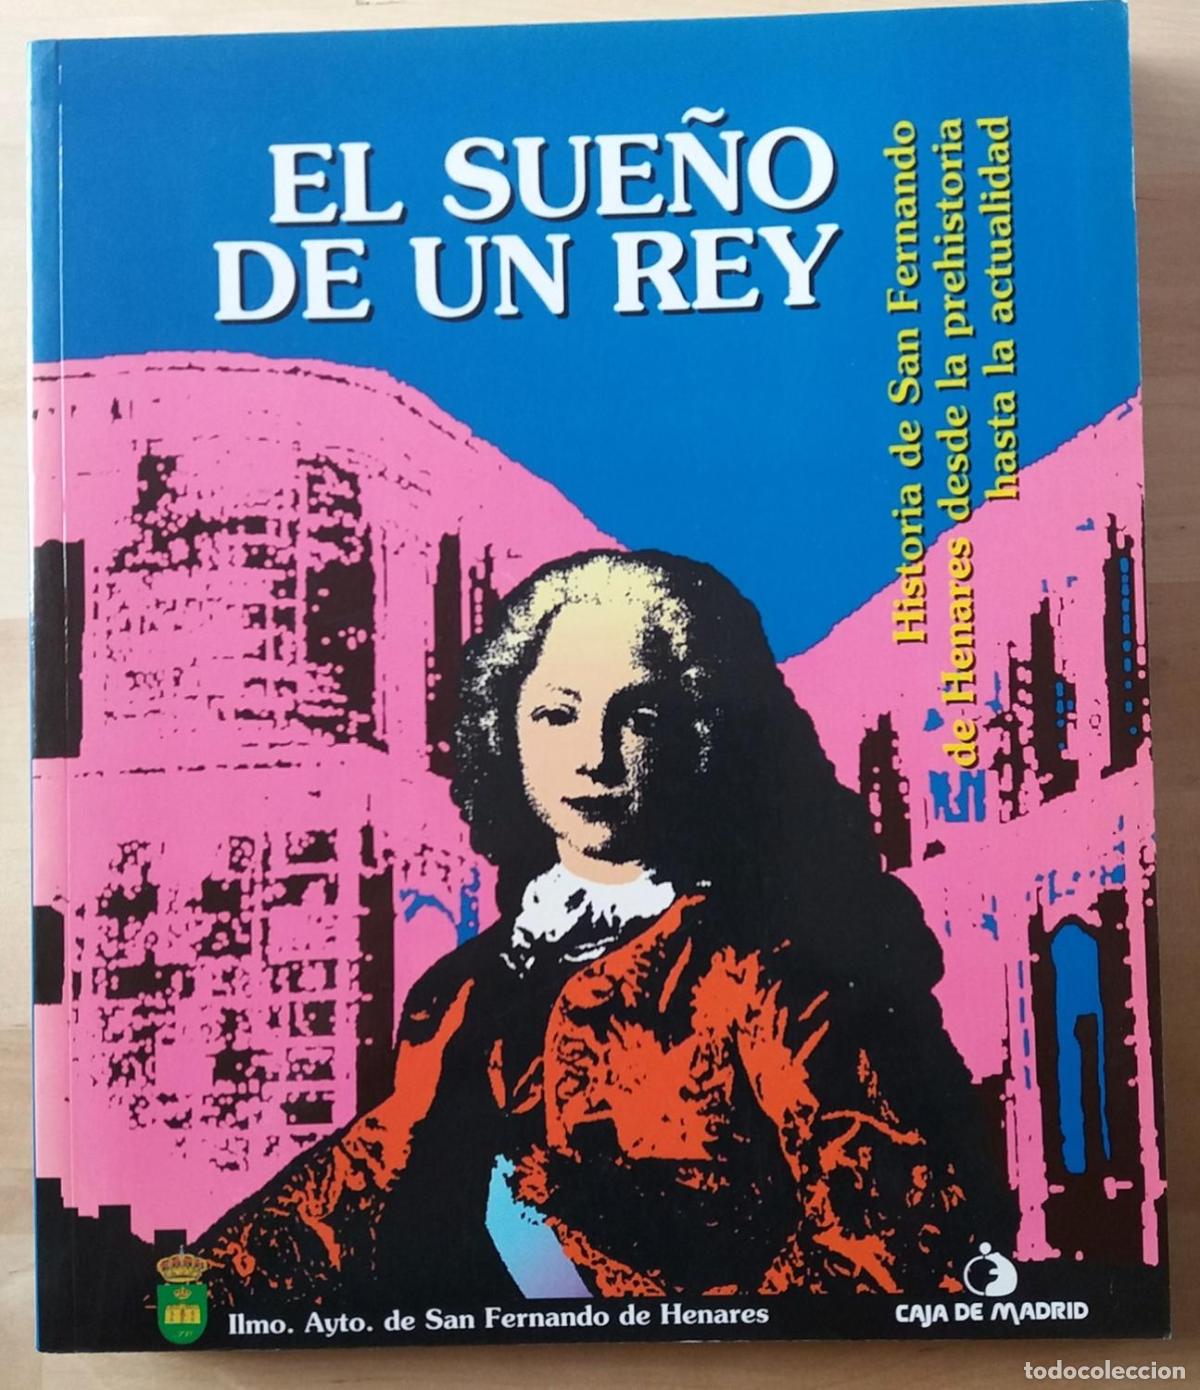 EL SUEÑO
DE UN REY
Historia de San Fernando
de Henares desde la prehistoria
hasta la actualidad
Ilmo. Ayto. de San Fernando de Henares
CAJA DE MADRID
todocoleccion